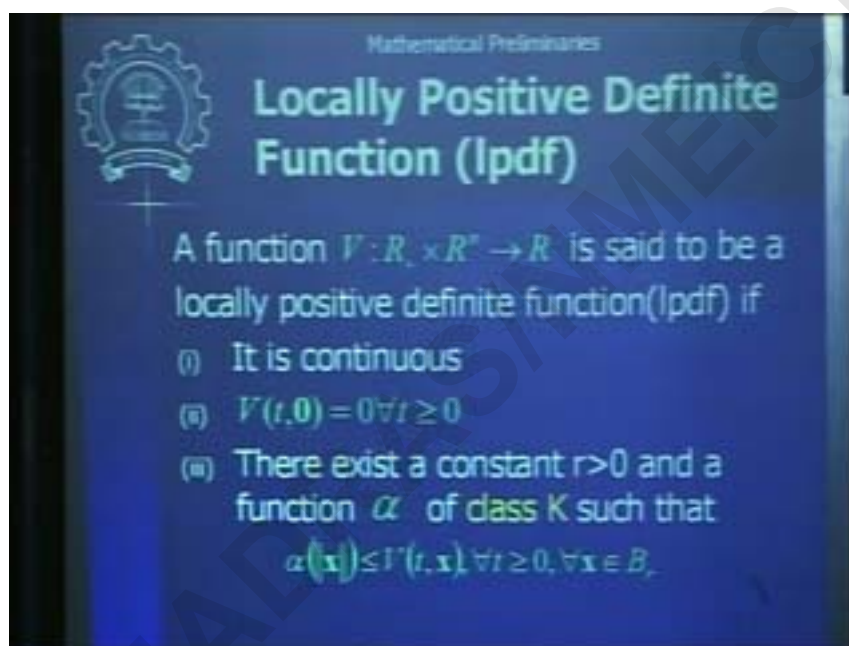 Mathematical Preliminaries
Locally Positive Definite
Function (lpdf)
A function V : R₊ × Rⁿ → R is said to be a
locally positive definite function(lpdf) if
(i) It is continuous
(ii) V(t,0) = 0∀t ≥ 0
(iii) There exist a constant r>0 and a
function α of class K such that
α(‖x‖) ≤ V(t,x), ∀t ≥ 0, ∀x ∈ Bᵣ